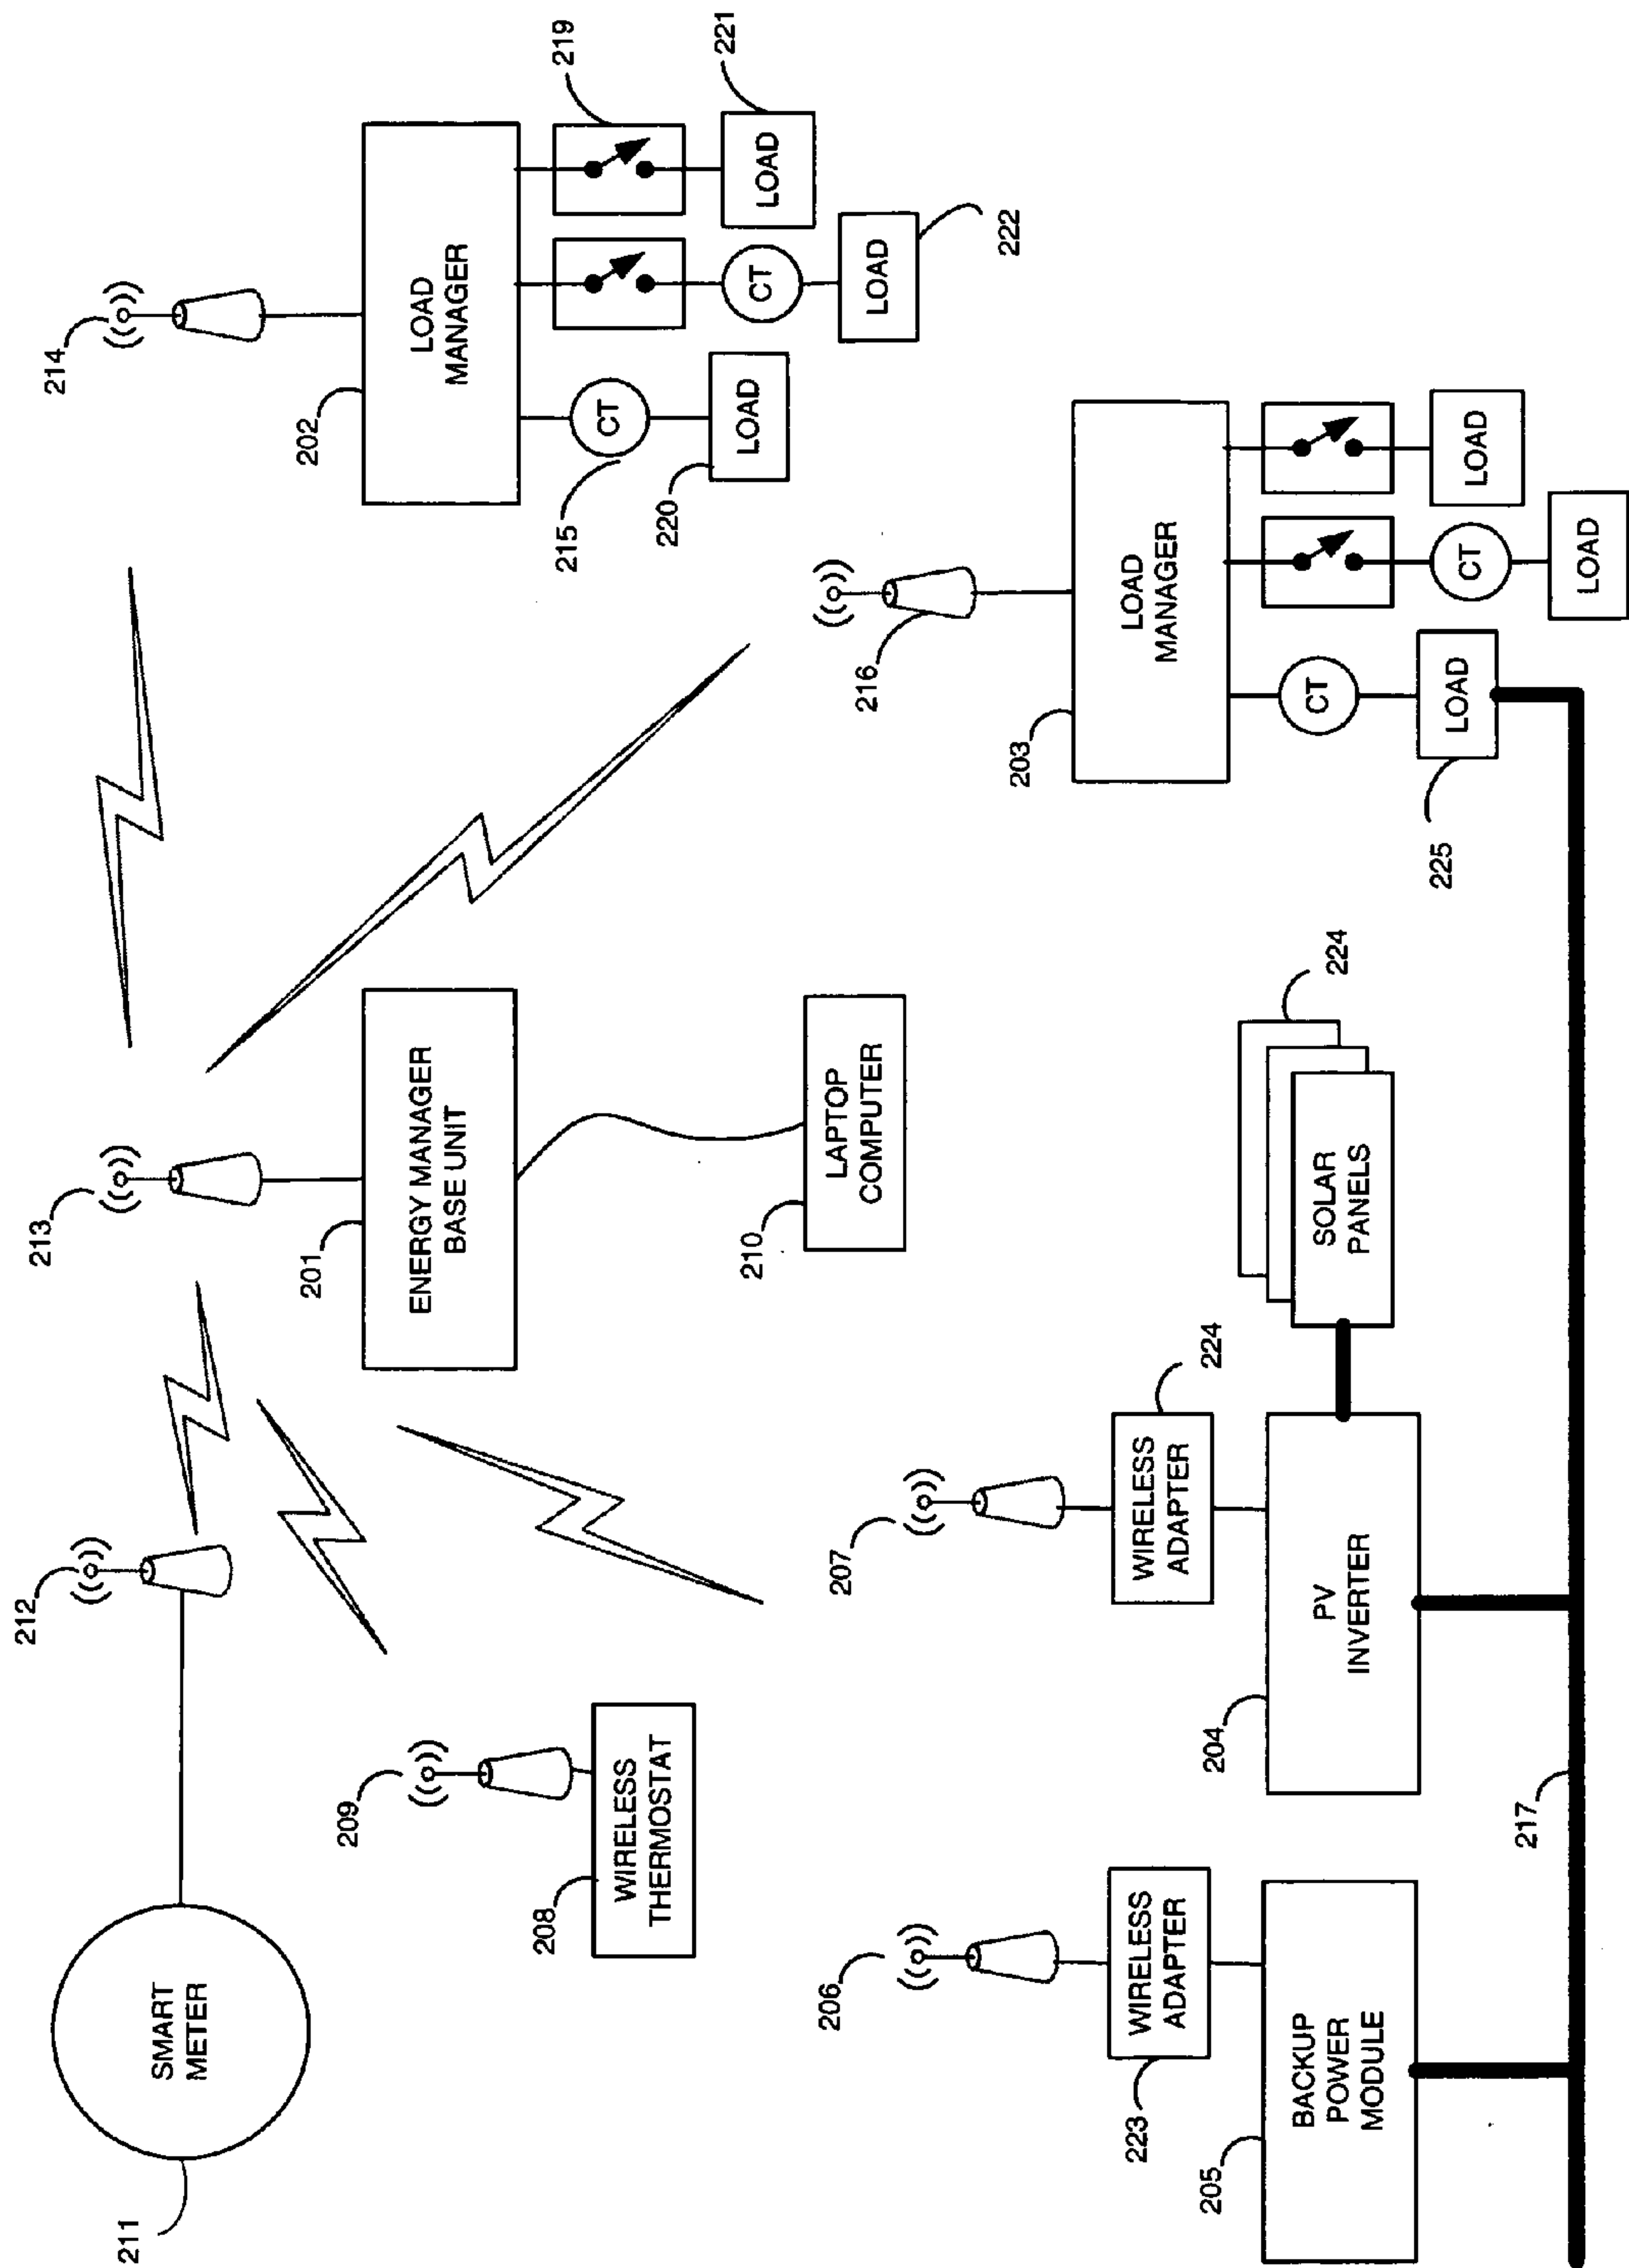 211
SMART
METER
212
213
214
202
LOAD
MANAGER
219
221
LOAD
CT
LOAD
222
215
CT
220
LOAD
209
208
WIRELESS
THERMOSTAT
201
ENERGY MANAGER
BASE UNIT
210
LAPTOP
COMPUTER
216
203
LOAD
MANAGER
CT
LOAD
225
CT
LOAD
LOAD
206
223
WIRELESS
ADAPTER
205
BACKUP
POWER
MODULE
207
WIRELESS
ADAPTER
224
204
PV
INVERTER
224
SOLAR
PANELS
217